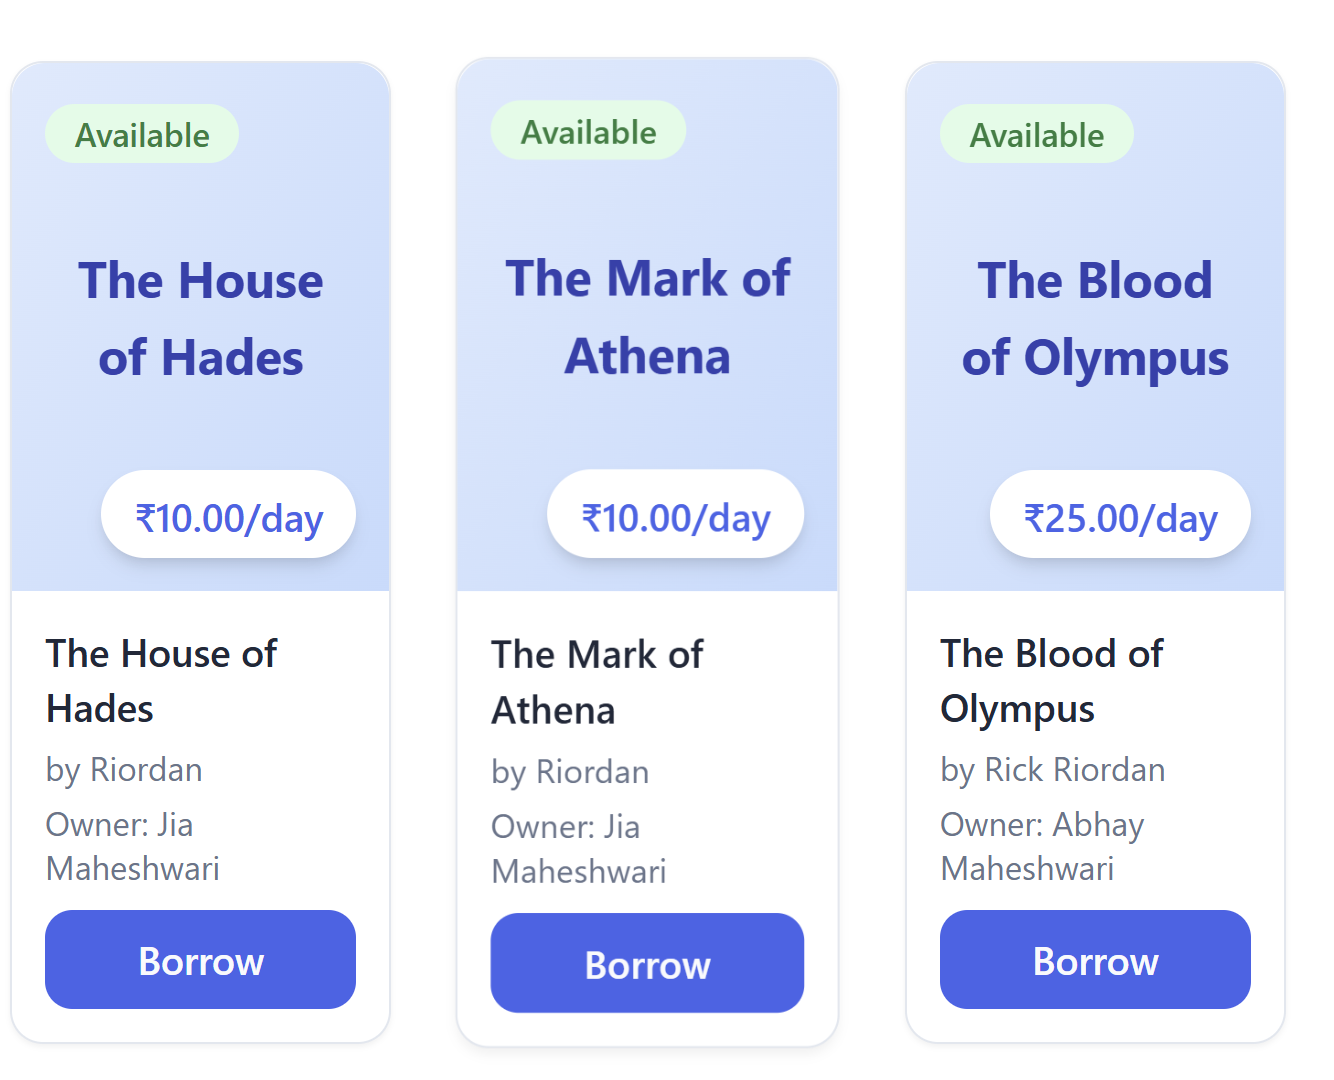 Available
The House
of Hades
₹10.00/day
The House of
Hades
by Riordan
Owner: Jia
Maheshwari
Borrow
Available
The Mark of
Athena
₹10.00/day
The Mark of
Athena
by Riordan
Owner: Jia
Maheshwari
Borrow
Available
The Blood
of Olympus
₹25.00/day
The Blood of
Olympus
by Rick Riordan
Owner: Abhay
Maheshwari
Borrow